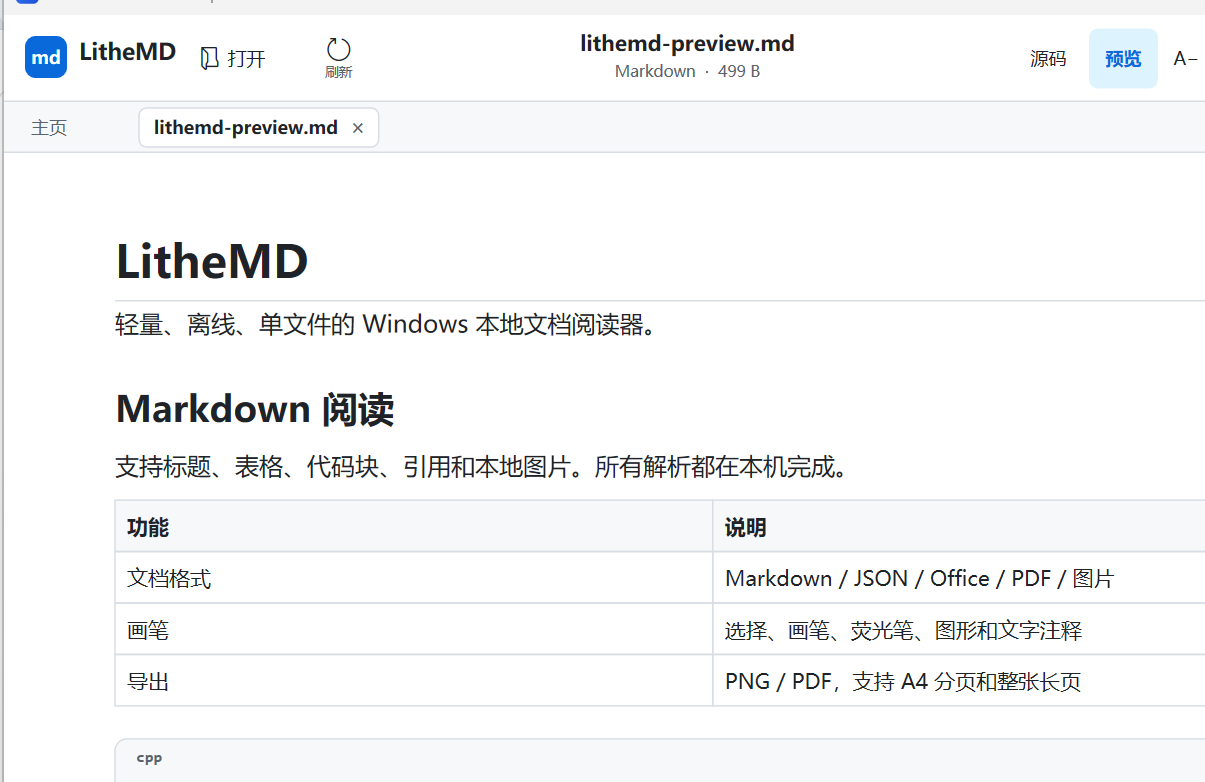 md LitheMD 打开 刷新
lithemd-preview.md
Markdown · 499 B
源码 预览 A−
主页 lithemd-preview.md ×
LitheMD
轻量、离线、单文件的 Windows 本地文档阅读器。
Markdown 阅读
支持标题、表格、代码块、引用和本地图片。所有解析都在本机完成。
功能 说明
文档格式 Markdown / JSON / Office / PDF / 图片
画笔 选择、画笔、荧光笔、图形和文字注释
导出 PNG / PDF，支持 A4 分页和整张长页
cpp